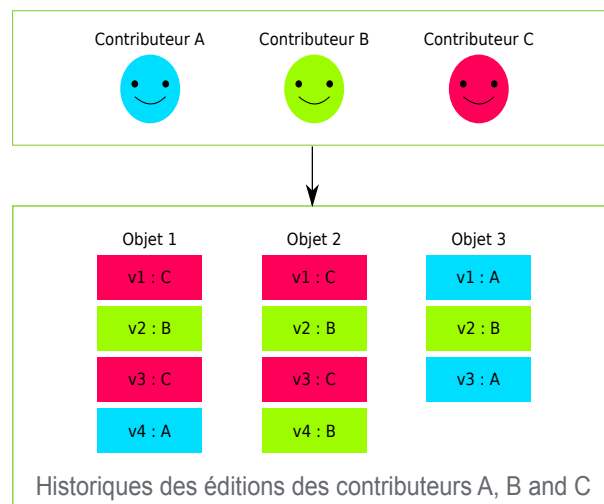 Contributeur A Contributeur B Contributeur C
Objet 1 Objet 2 Objet 3
v1 : C v1 : C v1 : A
v2 : B v2 : B v2 : B
v3 : C v3 : C v3 : A
v4 : A v4 : B
Historiques des éditions des contributeurs A, B and C